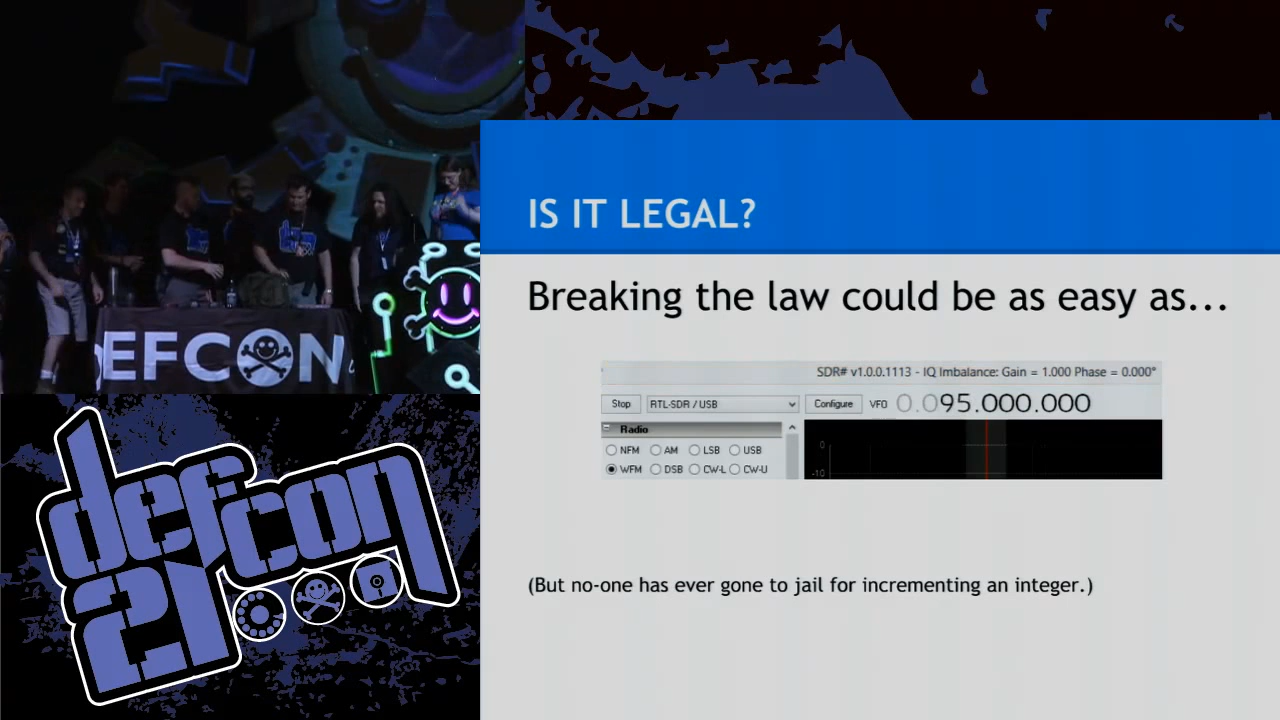 IS IT LEGAL?
Breaking the law could be as easy as...
SDR# v1.0.0.1113 - IQ Imbalance: Gain = 1.000 Phase = 0.000°
Stop RTL-SDR / USB Configure VFO 0.095.000.000
Radio
NFM AM LSB USB
WFM DSB CW-L CW-U
0
-10
(But no-one has ever gone to jail for incrementing an integer.)
DEFCON
defcon
21